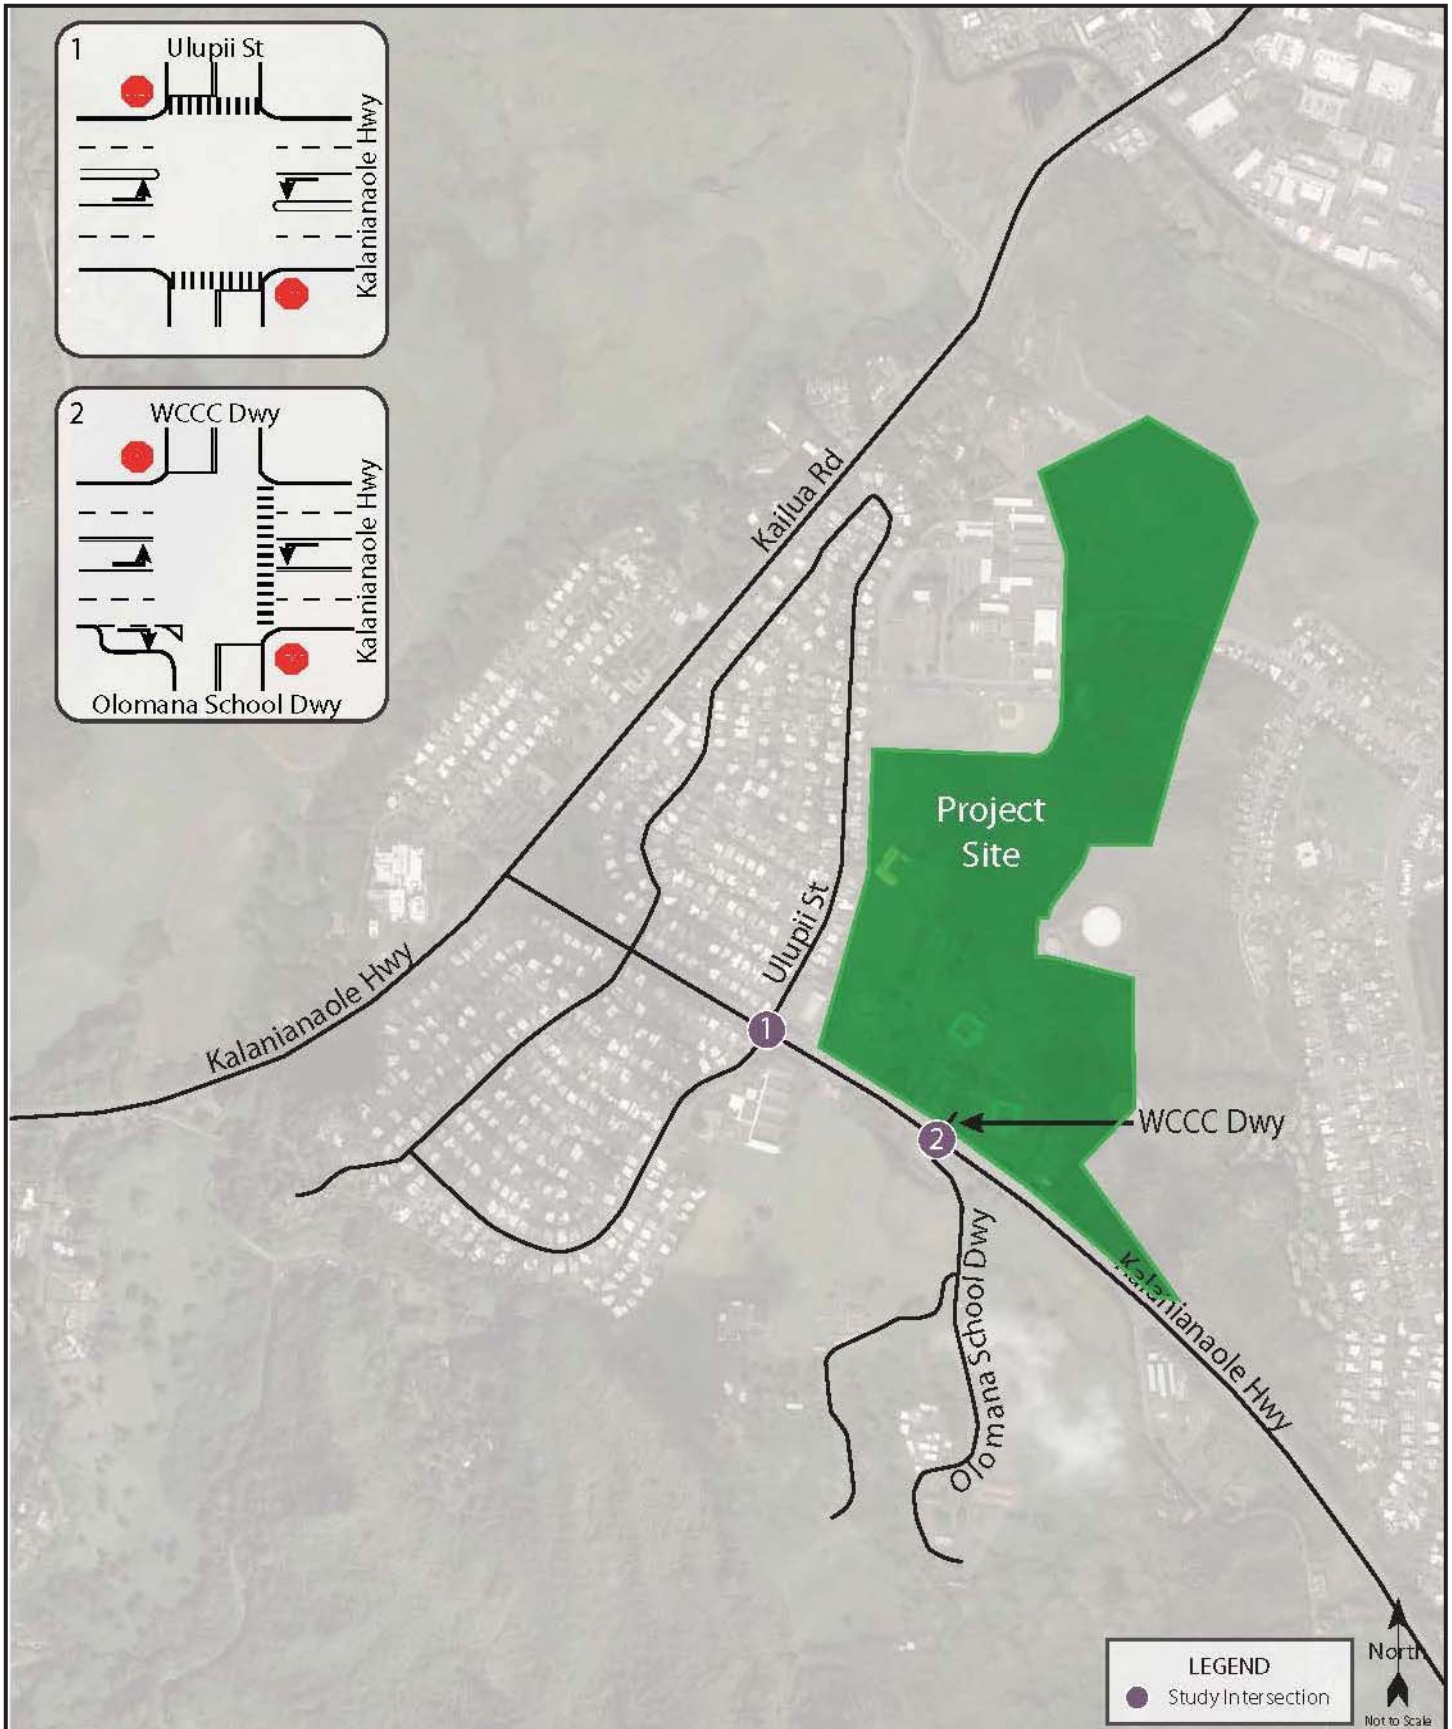 1
Ulupii St
Kalanianaole Hwy
2
WCCC Dwy
Kalanianaole Hwy
Olomana School Dwy
Kailua Rd
Project
Site
Ulupii St
Kalanianaole Hwy
1
WCCC Dwy
2
Olomana School Dwy
Kalanianaole Hwy
LEGEND
Study Intersection
North
Not to Scale